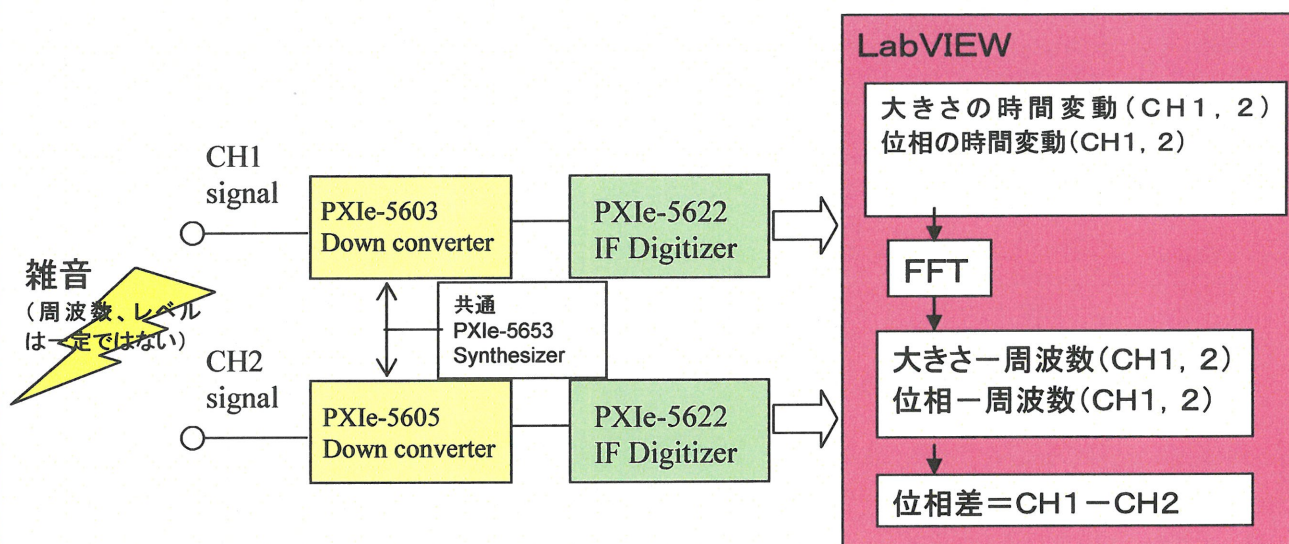 LabVIEW
大きさの時間変動(CH1, 2)
位相の時間変動(CH1, 2)
CH1
signal
PXIe-5603
Down converter
PXIe-5622
IF Digitizer
FFT
雑音
(周波数、レベル
は一定ではない)
共通
PXIe-5653
Synthesizer
CH2
signal
PXIe-5605
Down converter
PXIe-5622
IF Digitizer
大きさー周波数(CH1, 2)
位相ー周波数(CH1, 2)
位相差=CH1-CH2